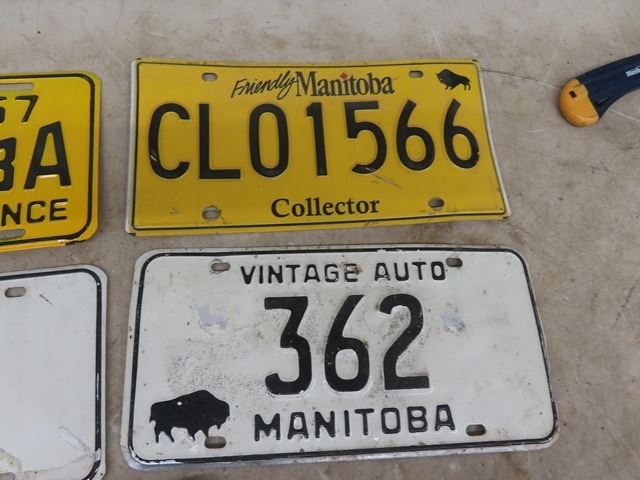 57
BA
NCE
Friendly Manitoba
CL01566
Collector
VINTAGE AUTO
362
MANITOBA